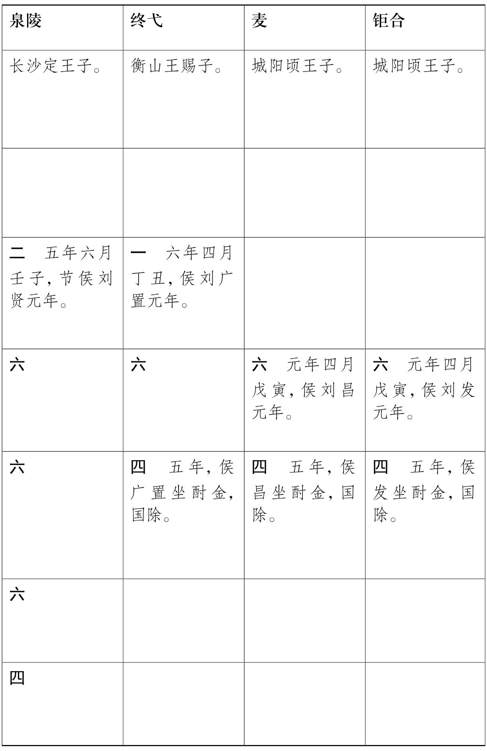 泉陵 终弋 麦 钜合
长沙定王子。 衡山王赐子。 城阳顷王子。 城阳顷王子。
二 五年六月 一 六年四月
壬子，节侯刘 丁丑，侯刘广
贤元年。 置元年。
六 六 六 元年四月 六 元年四月
戊寅，侯刘昌 戊寅，侯刘发
元年。 元年。
六 四 五年，侯 四 五年，侯 四 五年，侯
广置坐酎金， 昌坐酎金，国 发坐酎金，国
国除。 除。 除。
六
四